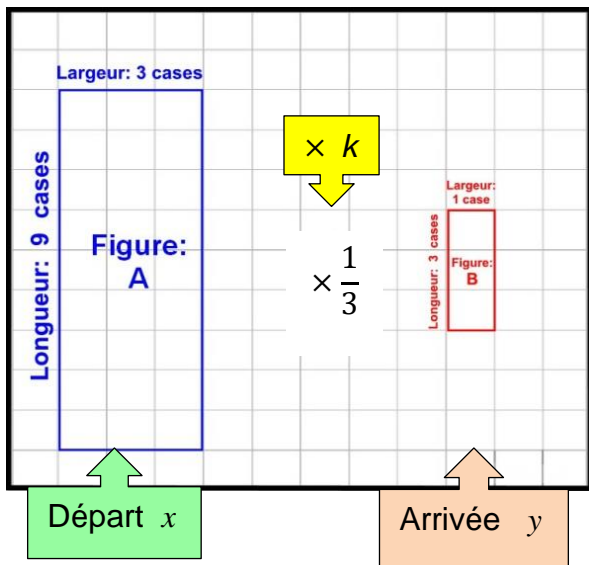 Largeur: 3 cases
Longueur: 9 cases
Figure:
A
× k
× 1/3
Largeur:
1 case
Longueur: 3 cases
Figure:
B
Départ x
Arrivée y